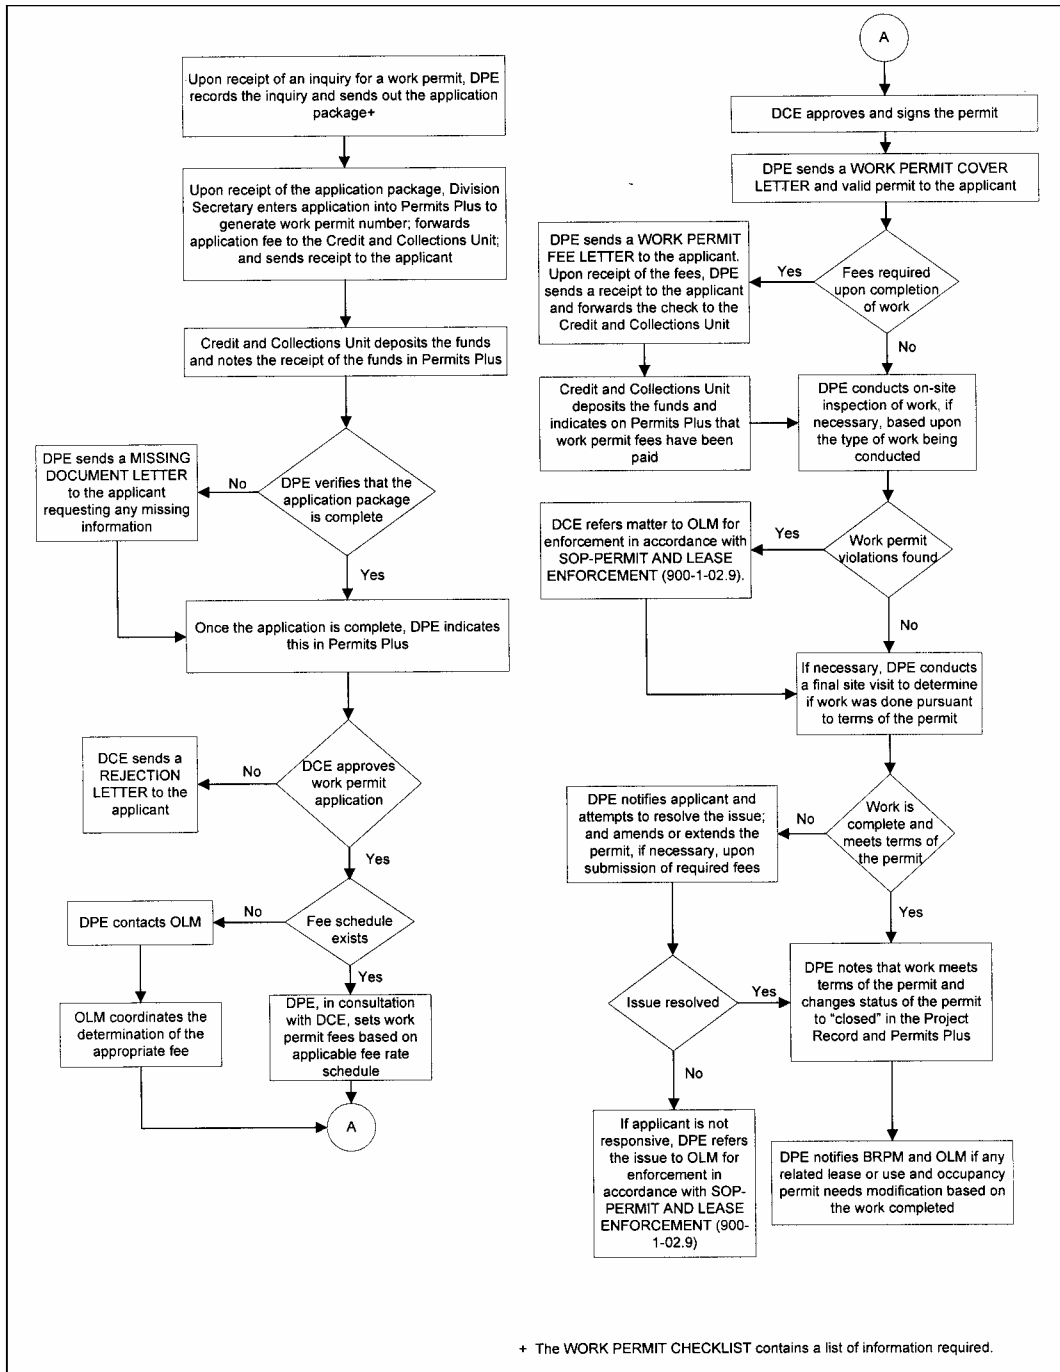 Upon receipt of an inquiry for a work permit, DPE
records the inquiry and sends out the application
package+
Upon receipt of the application package, Division
Secretary enters application into Permits Plus to
generate work permit number; forwards
application fee to the Credit and Collections Unit;
and sends receipt to the applicant
Credit and Collections Unit deposits the funds
and notes the receipt of the funds in Permits Plus
DPE verifies that the
application package
is complete
No
DPE sends a MISSING
DOCUMENT LETTER
to the applicant
requesting any missing
information
Yes
Once the application is complete, DPE indicates
this in Permits Plus
DCE approves
work permit
application
No
DCE sends a
REJECTION
LETTER to the
applicant
Yes
Fee schedule
exists
No
DPE contacts OLM
OLM coordinates the
determination of the
appropriate fee
Yes
DPE, in consultation
with DCE, sets work
permit fees based on
applicable fee rate
schedule
A
A
DCE approves and signs the permit
DPE sends a WORK PERMIT COVER
LETTER and valid permit to the applicant
Fees required
upon completion
of work
Yes
DPE sends a WORK PERMIT
FEE LETTER to the applicant.
Upon receipt of the fees, DPE
sends a receipt to the applicant
and forwards the check to the
Credit and Collections Unit
Credit and Collections Unit
deposits the funds and
indicates on Permits Plus that
work permit fees have been
paid
No
DPE conducts on-site
inspection of work, if
necessary, based upon
the type of work being
conducted
Work permit
violations found
Yes
DCE refers matter to OLM for
enforcement in accordance with
SOP-PERMIT AND LEASE
ENFORCEMENT (900-1-02.9).
No
If necessary, DPE conducts
a final site visit to determine
if work was done pursuant
to terms of the permit
Work is
complete and
meets terms of
the permit
No
DPE notifies applicant and
attempts to resolve the issue;
and amends or extends the
permit, if necessary, upon
submission of required fees
Yes
Issue resolved
Yes
DPE notes that work meets
terms of the permit and
changes status of the permit
to "closed" in the Project
Record and Permits Plus
No
If applicant is not
responsive, DPE refers
the issue to OLM for
enforcement in
accordance with SOP-
PERMIT AND LEASE
ENFORCEMENT (900-
1-02.9)
DPE notifies BRPM and OLM if any
related lease or use and occupancy
permit needs modification based on
the work completed
+ The WORK PERMIT CHECKLIST contains a list of information required.